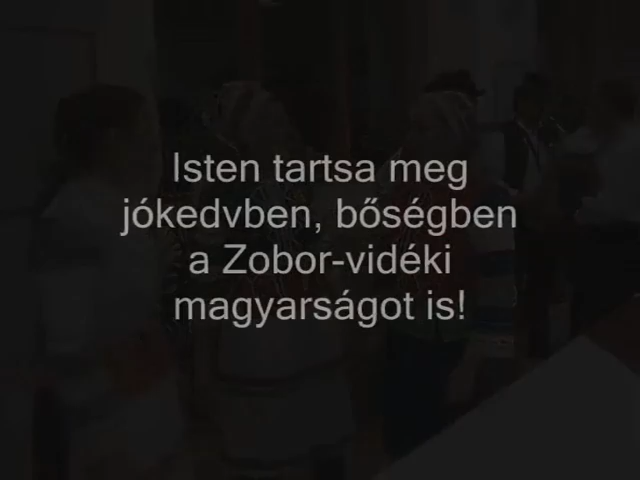 Isten tartsa meg
jókedvben, bőségben
a Zobor-vidéki
magyarságot is!